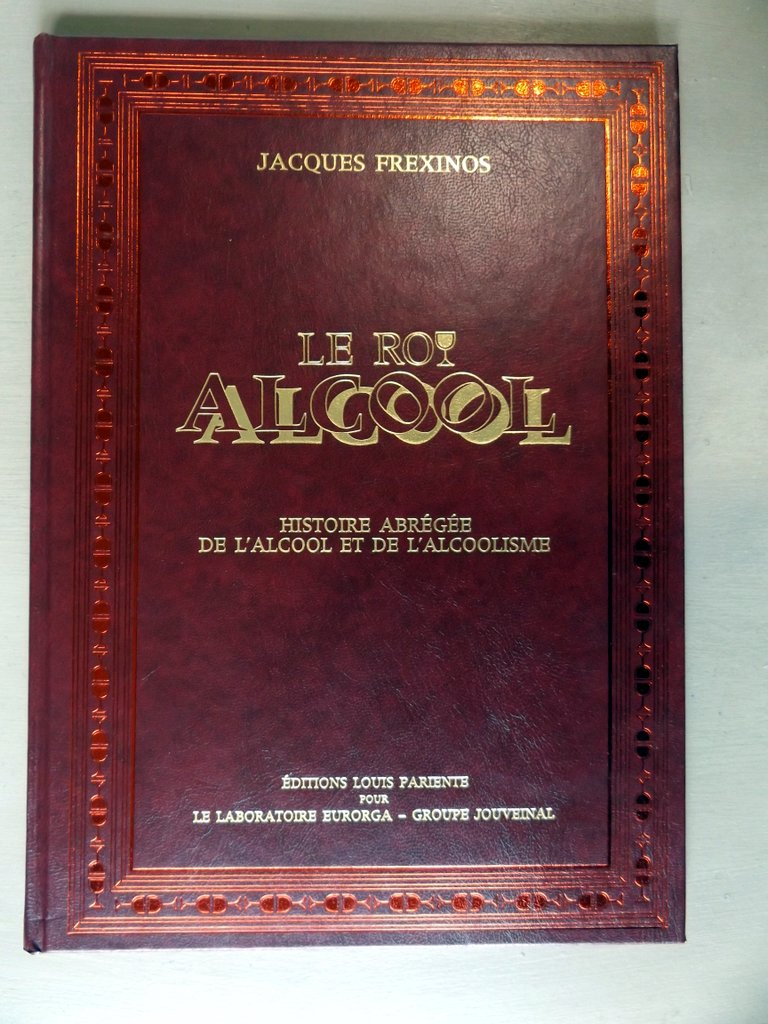 JACQUES FREXINOS
LE ROY
ALCOOL
HISTOIRE ABRÉGÉE
DE L'ALCOOL ET DE L'ALCOOLISME
ÉDITIONS LOUIS PARIENTE
POUR
LE LABORATOIRE EURORGA – GROUPE JOUVEINAL